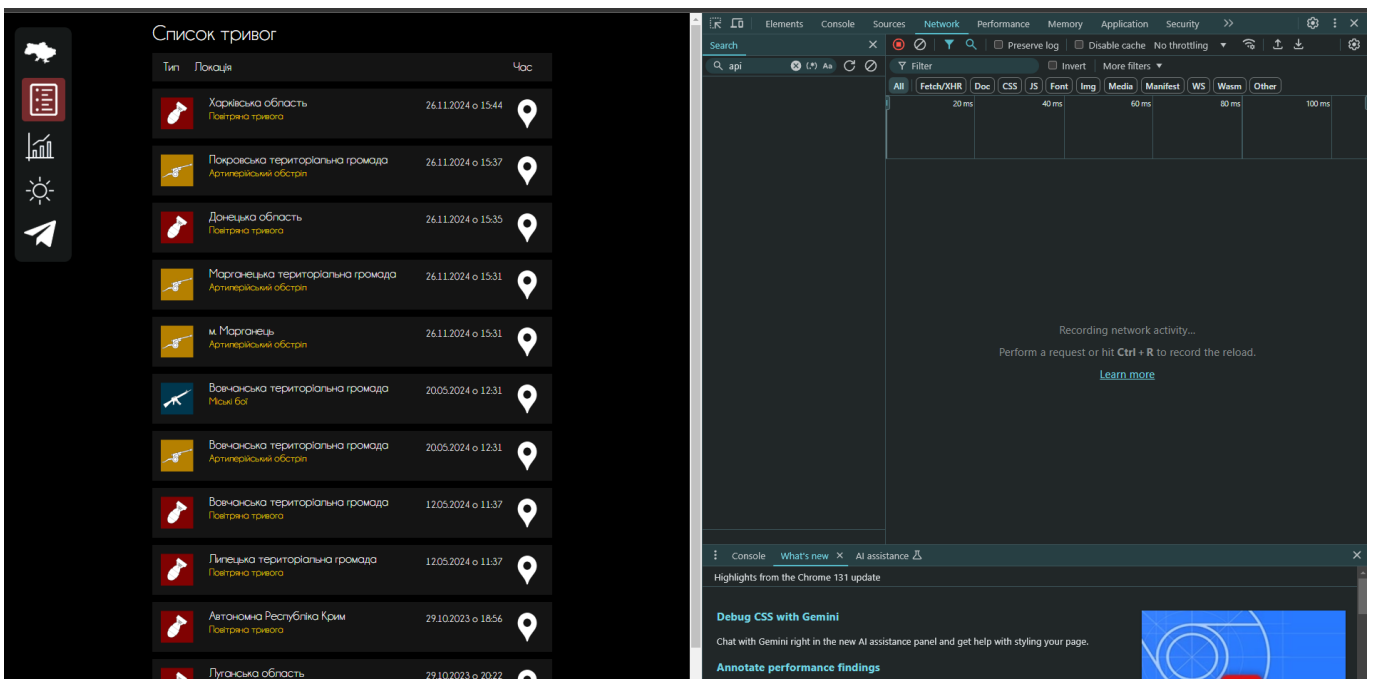 Список тривог
Тип Локація Час
Харківська область
Повітряна тривога
26.11.2024 о 15:44
Покровська територіальна громада
Артилерійський обстріл
26.11.2024 о 15:37
Донецька область
Повітряна тривога
26.11.2024 о 15:35
Марганецька територіальна громада
Артилерійський обстріл
26.11.2024 о 15:31
м. Марганець
Артилерійський обстріл
26.11.2024 о 15:31
Вовчанська територіальна громада
Міські бої
20.05.2024 о 12:31
Вовчанська територіальна громада
Артилерійський обстріл
20.05.2024 о 12:31
Вовчанська територіальна громада
Повітряна тривога
12.05.2024 о 11:37
Липецька територіальна громада
Повітряна тривога
12.05.2024 о 11:37
Автономна Республіка Крим
Повітряна тривога
29.10.2023 о 18:56
Луганська область
29.10.2023 о 20:22
Elements Console Sources Network Performance Memory Application Security
Search
Preserve log Disable cache No throttling
api (.*) Aa
Filter Invert More filters
All Fetch/XHR Doc CSS JS Font Img Media Manifest WS Wasm Other
20 ms 40 ms 60 ms 80 ms 100 ms
Recording network activity...
Perform a request or hit Ctrl + R to record the reload.
Learn more
Console What's new AI assistance
Highlights from the Chrome 131 update
Debug CSS with Gemini
Chat with Gemini right in the new AI assistance panel and get help with styling your page.
Annotate performance findings